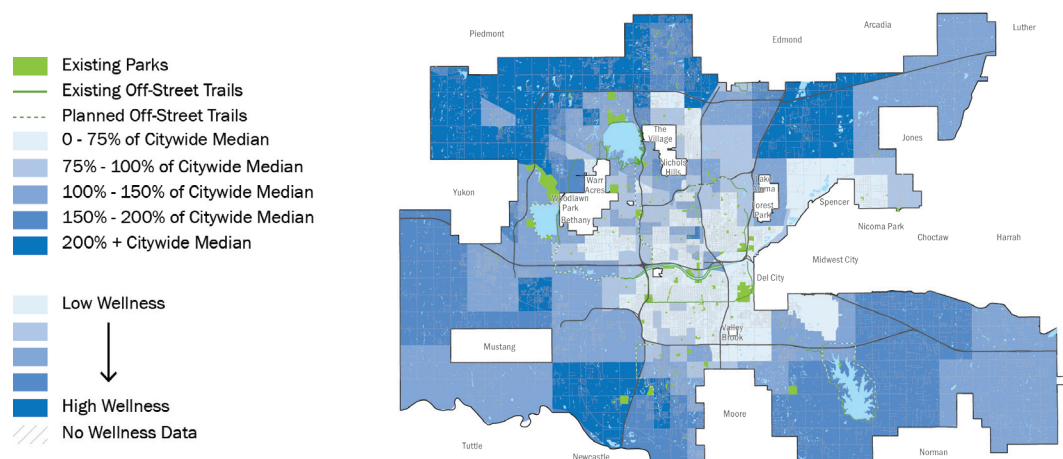 Existing Parks
Existing Off-Street Trails
Planned Off-Street Trails
0 - 75% of Citywide Median
75% - 100% of Citywide Median
100% - 150% of Citywide Median
150% - 200% of Citywide Median
200% + Citywide Median
Low Wellness
High Wellness
No Wellness Data
Piedmont
Edmond
Arcadia
Luther
The
Village
Jones
Nichols
Hills
Warr
Acres
Yukon
Woodlawn
Park
Bethany
Forest
Park
Spencer
Nicoma Park
Choctaw
Harrah
Midwest City
Del City
Valley
Brook
Mustang
Moore
Tuttle
Newcastle
Norman